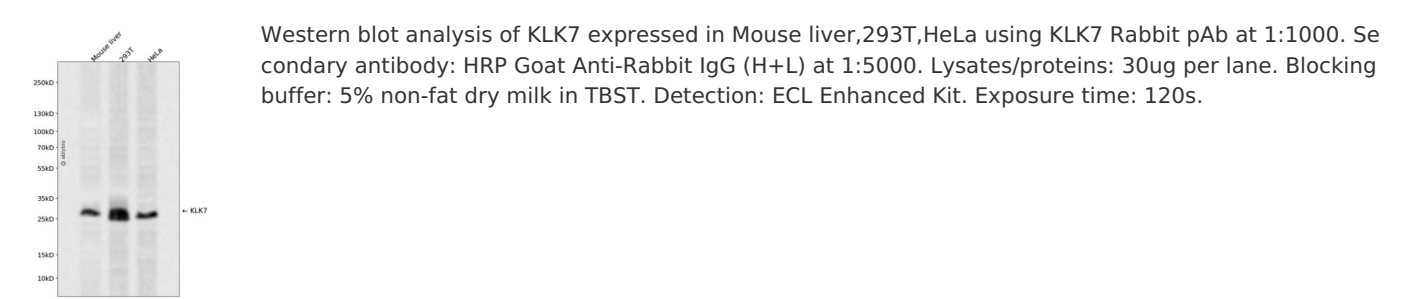 Mouse liver
293T
HeLa
250kD
130kD
100kD
70kD
55kD
35kD
25kD
15kD
10kD
← KLK7
Western blot analysis of KLK7 expressed in Mouse liver,293T,HeLa using KLK7 Rabbit pAb at 1:1000. Se
condary antibody: HRP Goat Anti-Rabbit IgG (H+L) at 1:5000. Lysates/proteins: 30ug per lane. Blocking
buffer: 5% non-fat dry milk in TBST. Detection: ECL Enhanced Kit. Exposure time: 120s.